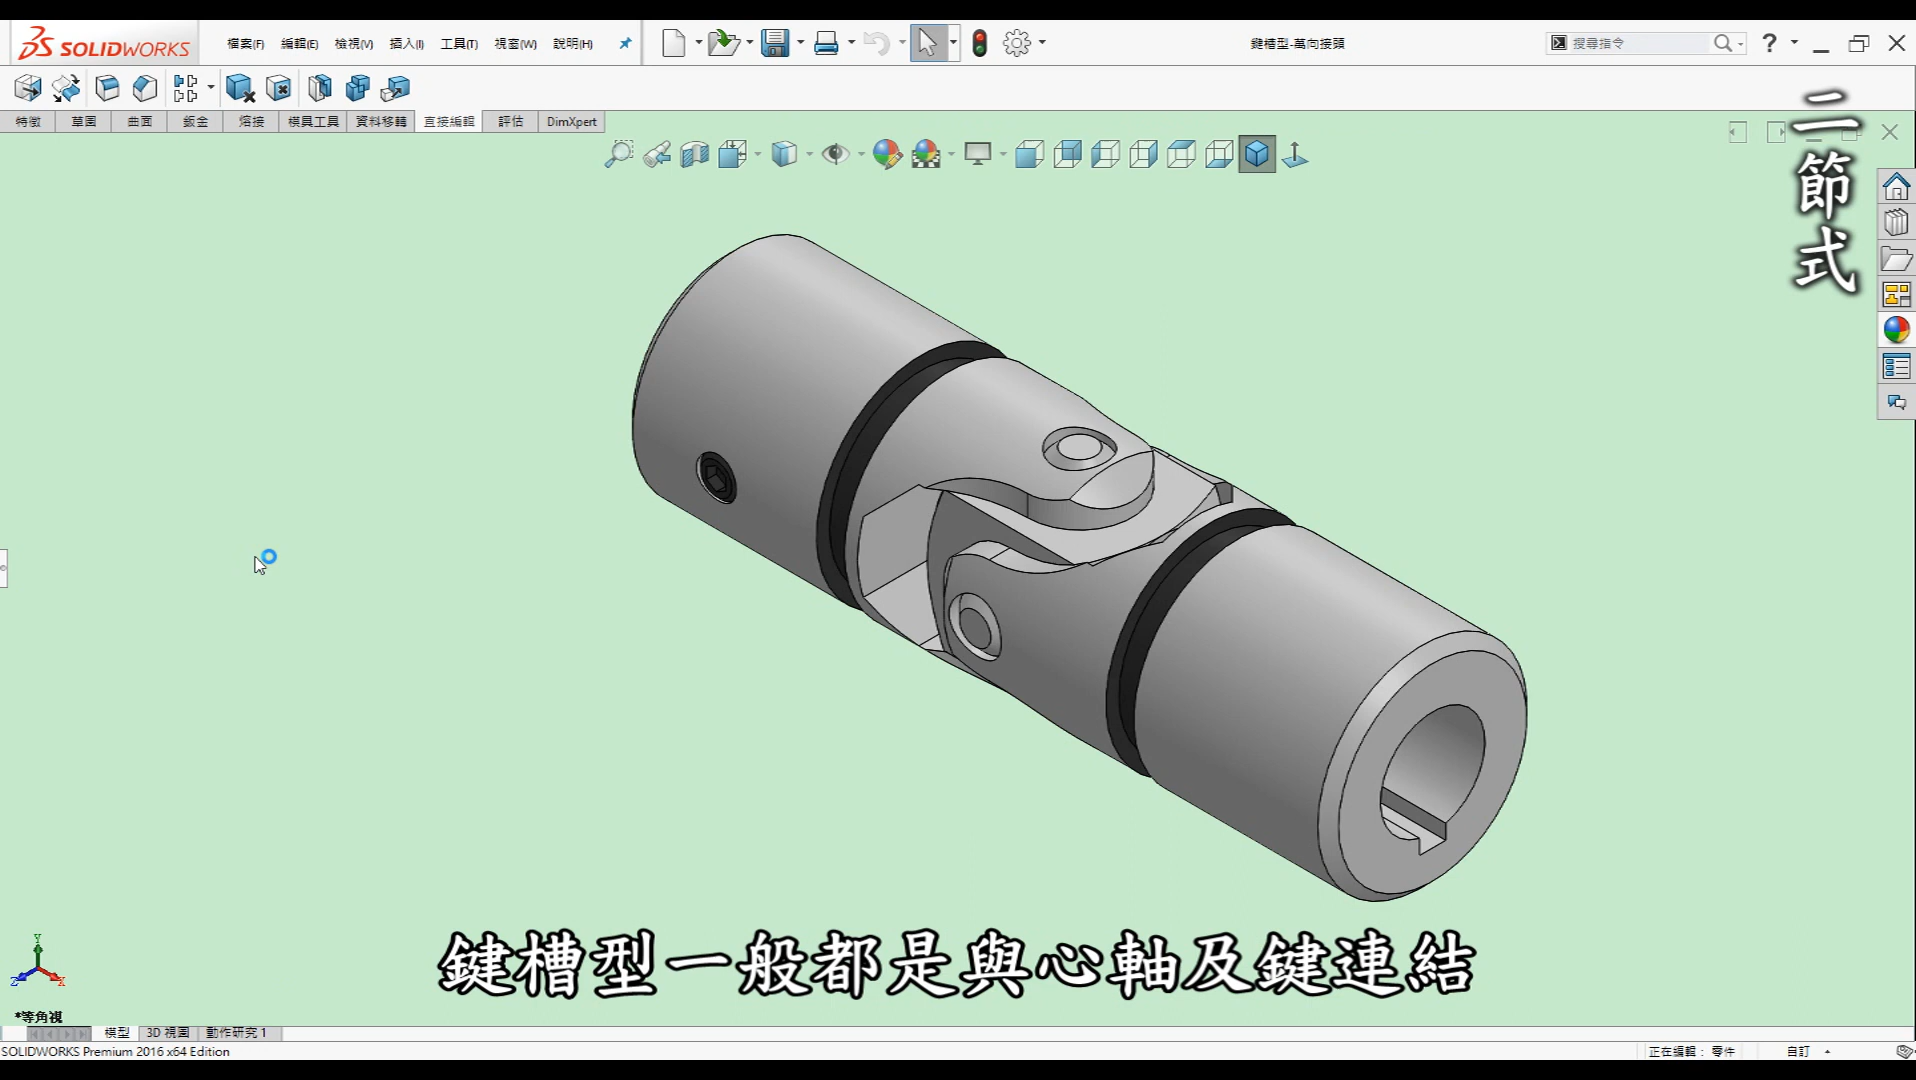 SOLIDWORKS
檔案(F) 編輯(E) 檢視(V) 插入(I) 工具(T) 視窗(W) 說明(H)
鍵槽型-萬向接頭
搜尋指令
特徵 草圖 曲面 鈑金 熔接 模具工具 資料移轉 直接編輯 評估 DimXpert
二節式
鍵槽型一般都是與心軸及鍵連結
Y
Z X
*等角視
模型 3D 視圖 動作研究 1
SOLIDWORKS Premium 2016 x64 Edition
正在編輯： 零件 自訂